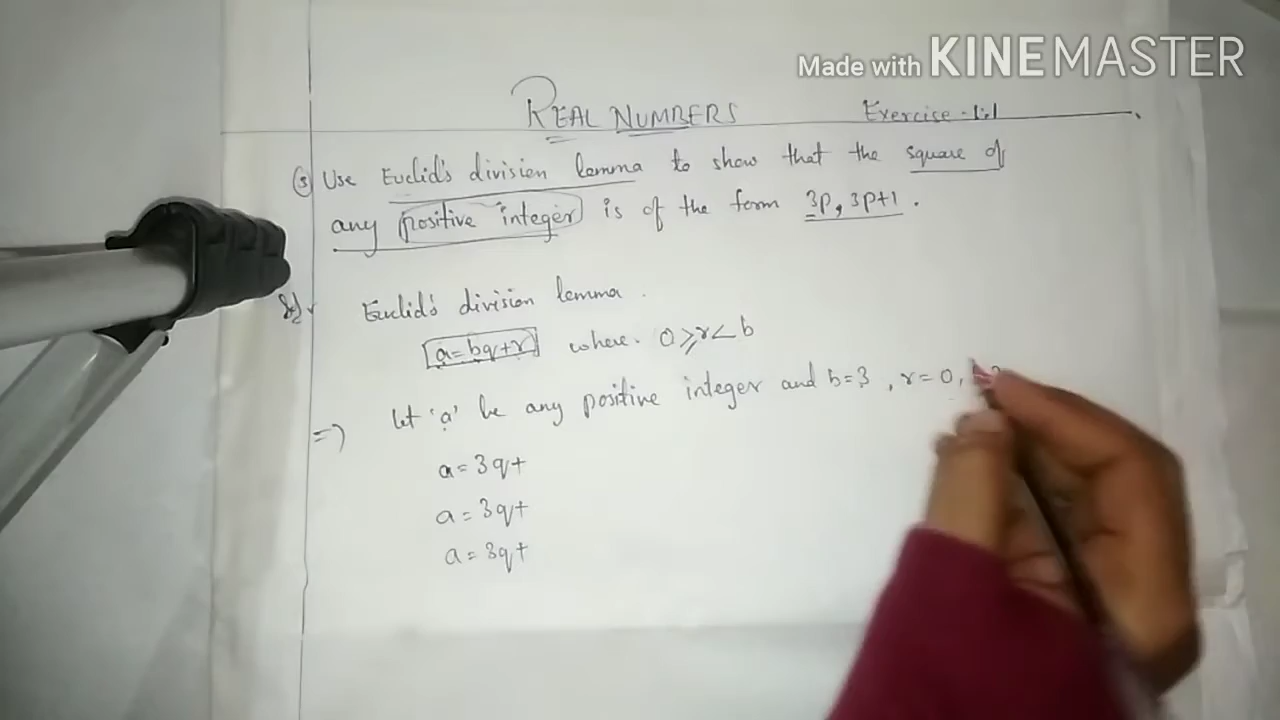 Made with KINEMASTER
REAL NUMBERS Exercise - 1.1
③ Use Euclid's division lemma to show that the square of
any positive integer is of the form 3p, 3p+1.
Sol Euclid's division lemma.
a=bq+r where. 0≥r<b
=> let 'a' be any positive integer and b=3, r=0,
a=3q+
a=3q+
a=3q+